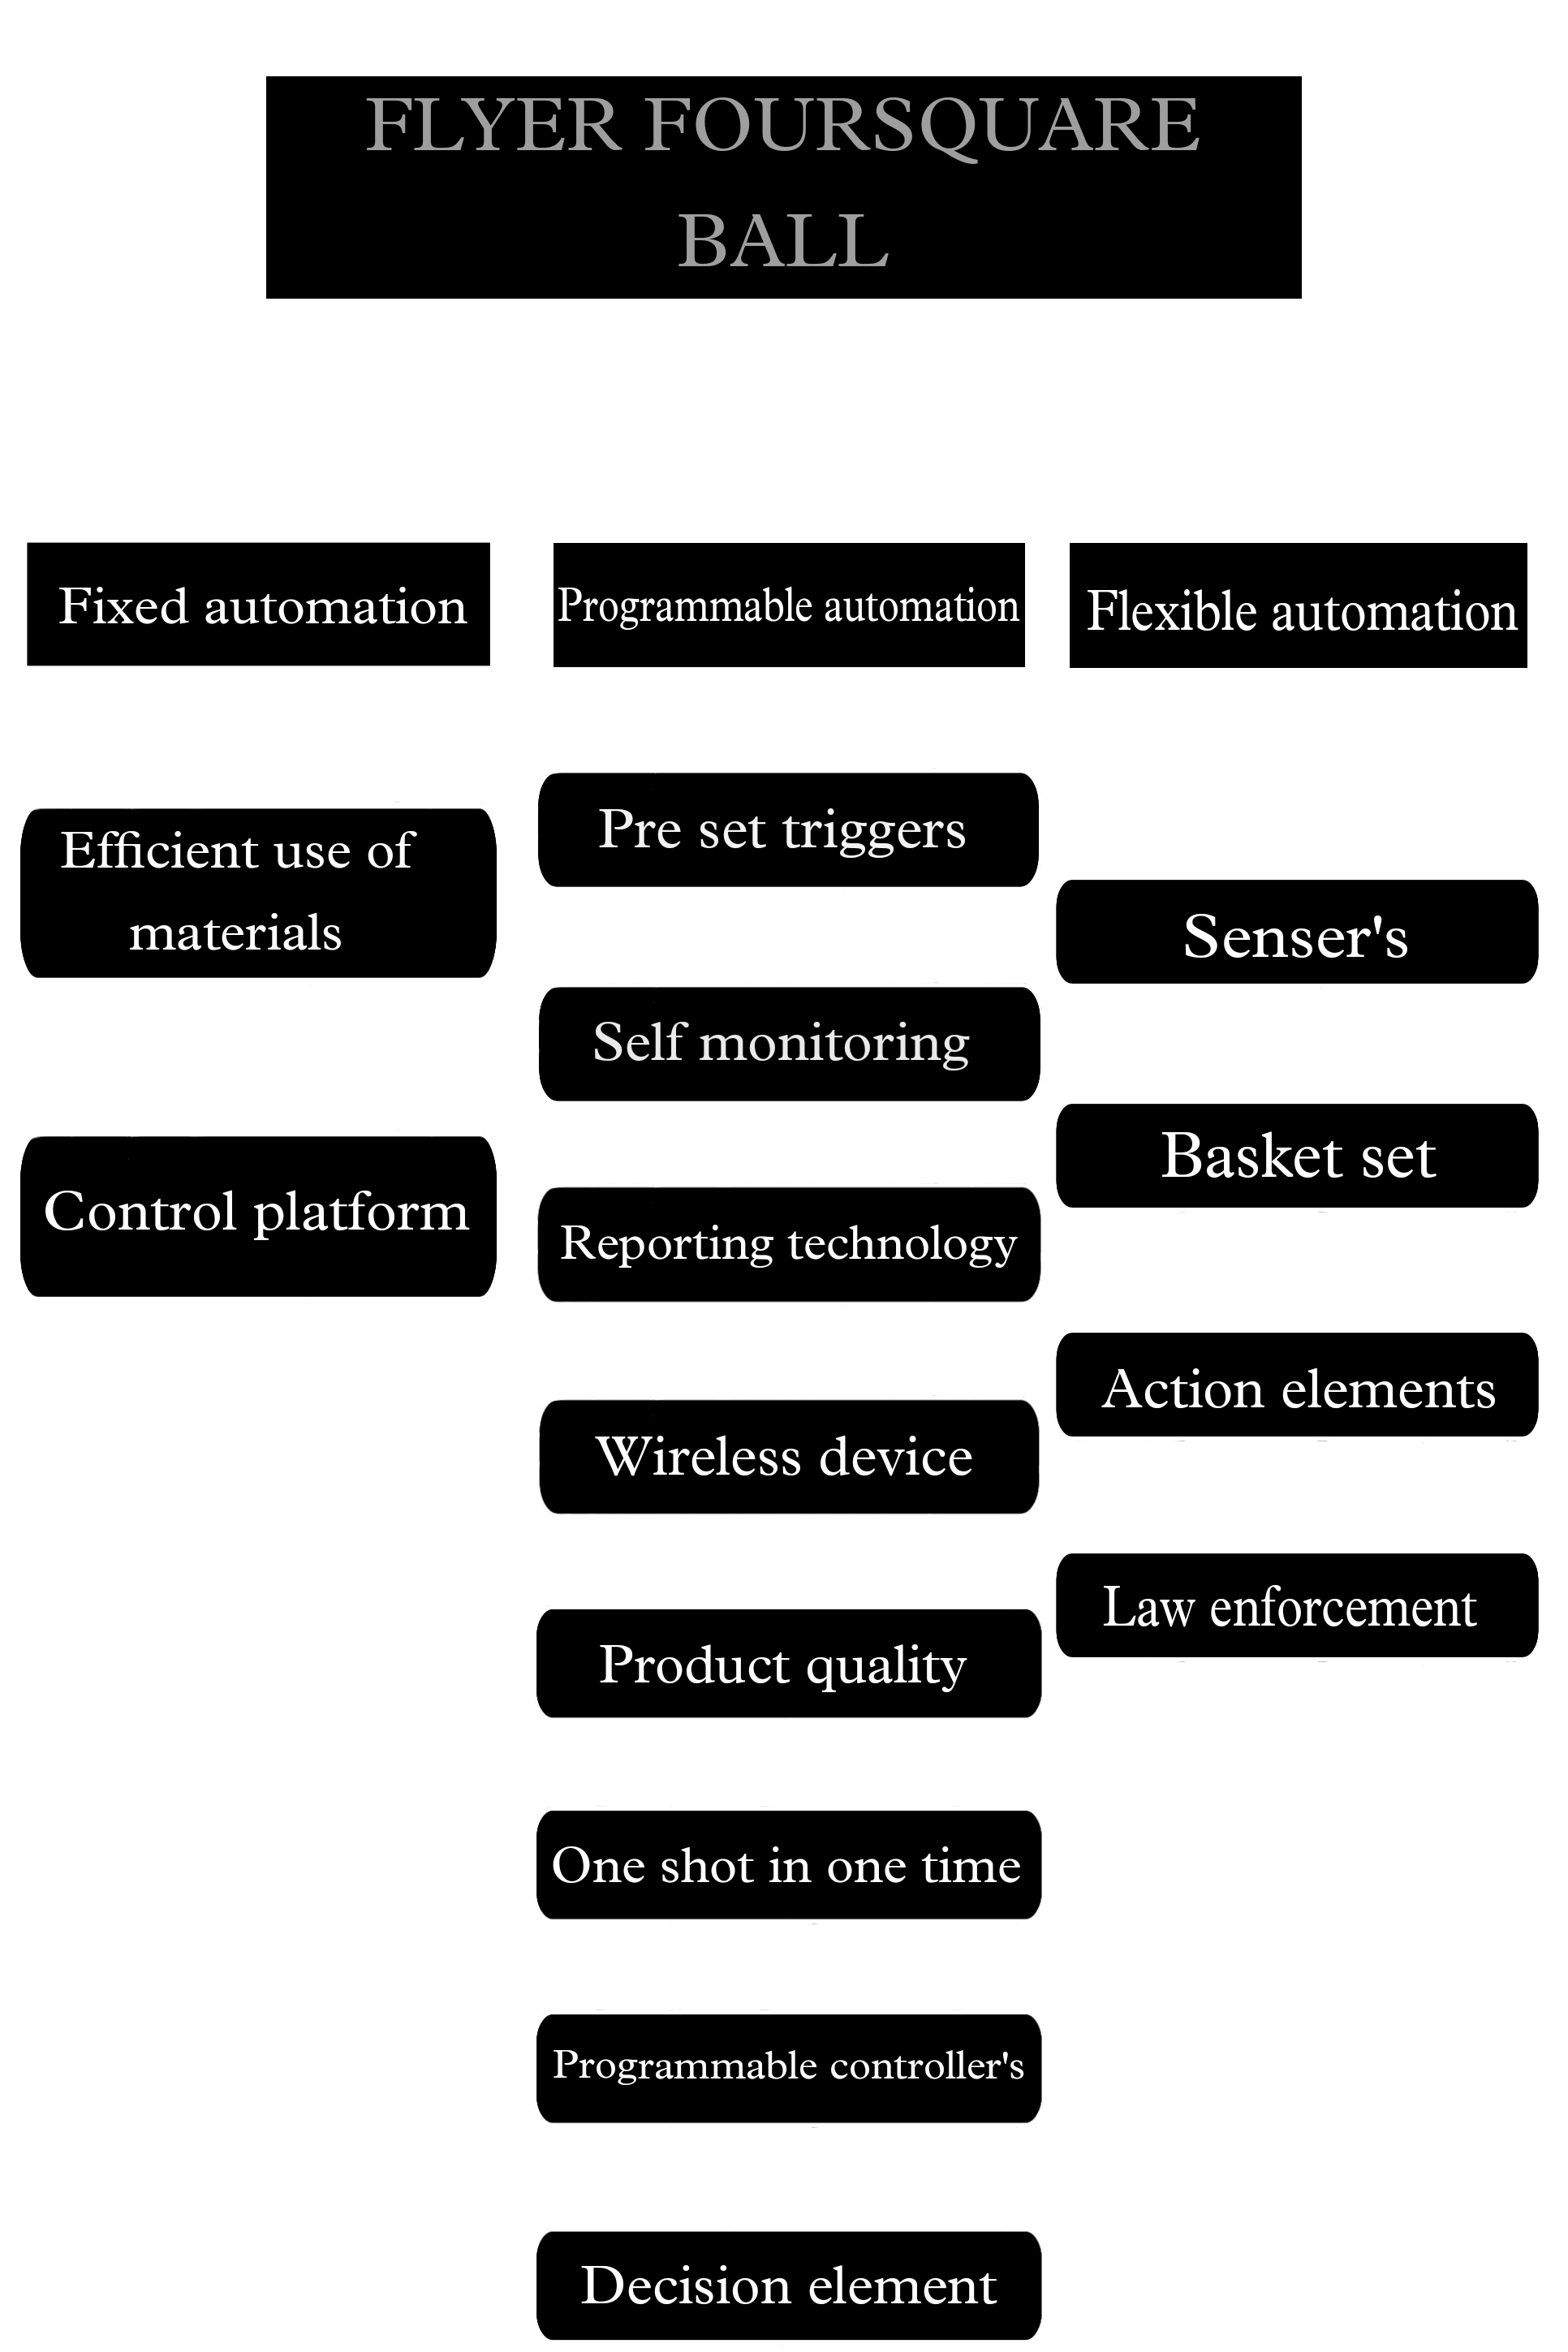 FLYER FOURSQUARE
BALL
Fixed automation
Programmable automation
Flexible automation
Efficient use of
materials
Control platform
Pre set triggers
Self monitoring
Reporting technology
Wireless device
Product quality
One shot in one time
Programmable controller's
Decision element
Senser's
Basket set
Action elements
Law enforcement